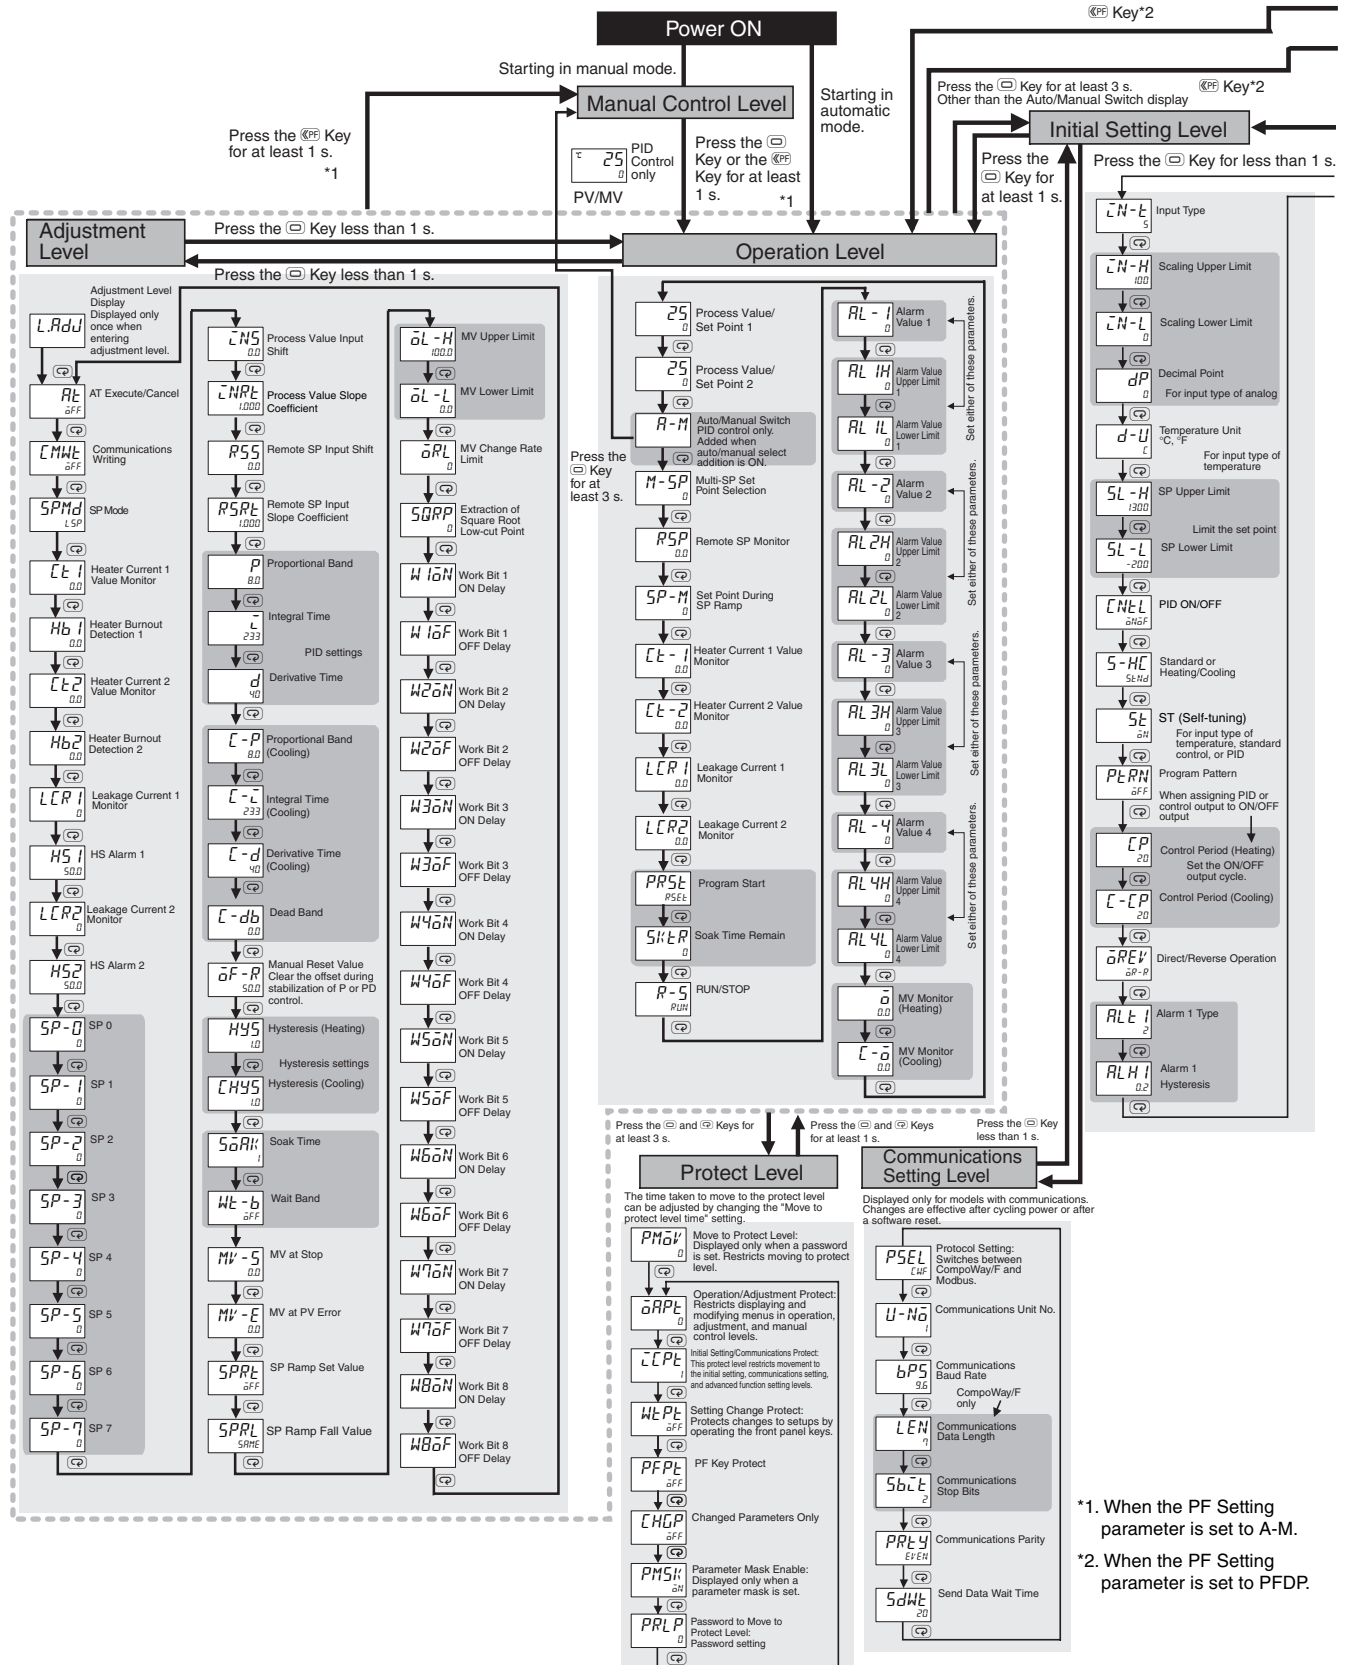 Key*2
Power ON
Starting in manual mode.
Manual Control Level
Starting in
automatic
mode.
Press the Key for at least 3 s.
Other than the Auto/Manual Switch display
Key*2
Initial Setting Level
Press the PF Key
for at least 1 s.
*1
25
0
PID
Control
only
PV/MV
Press the
Key or the PF
Key for at least
1 s.
*1
Press the
Key for
at least 1 s.
Press the Key for less than 1 s.
Adjustment
Level
Press the Key less than 1 s.
Press the Key less than 1 s.
Operation Level
L.AdJ
Adjustment Level
Display
Displayed only
once when
entering
adjustment level.
AT Execute/Cancel
Communications
Writing
SP Mode
Heater Current 1
Value Monitor
Heater Burnout
Detection 1
Heater Current 2
Value Monitor
Heater Burnout
Detection 2
Leakage Current 1
Monitor
HS Alarm 1
Leakage Current 2
Monitor
HS Alarm 2
SP-0 SP 0
SP-1 SP 1
SP-2 SP 2
SP-3 SP 3
SP-4 SP 4
SP-5 SP 5
SP-6 SP 6
SP-7 SP 7
Process Value Input
Shift
Process Value Slope
Coefficient
Remote SP Input Shift
Remote SP Input
Slope Coefficient
Proportional Band
Integral Time
PID settings
Derivative Time
Proportional Band
(Cooling)
Integral Time
(Cooling)
Derivative Time
(Cooling)
Dead Band
Manual Reset Value
Clear the offset during
stabilization of P or PD
control.
Hysteresis (Heating)
Hysteresis settings
Hysteresis (Cooling)
Soak Time
Wait Band
MV at Stop
MV at PV Error
SP Ramp Set Value
SP Ramp Fall Value
MV Upper Limit
MV Lower Limit
MV Change Rate
Limit
Extraction of
Square Root
Low-cut Point
Work Bit 1
ON Delay
Work Bit 1
OFF Delay
Work Bit 2
ON Delay
Work Bit 2
OFF Delay
Work Bit 3
ON Delay
Work Bit 3
OFF Delay
Work Bit 4
ON Delay
Work Bit 4
OFF Delay
Work Bit 5
ON Delay
Work Bit 5
OFF Delay
Work Bit 6
ON Delay
Work Bit 6
OFF Delay
Work Bit 7
ON Delay
Work Bit 7
OFF Delay
Work Bit 8
ON Delay
Work Bit 8
OFF Delay
Process Value/
Set Point 1
Process Value/
Set Point 2
Auto/Manual Switch
PID control only.
Added when
auto/manual select
addition is ON.
Press the
Key
for at
least 3 s.
Multi-SP Set
Point Selection
Remote SP Monitor
Set Point During
SP Ramp
Heater Current 1 Value
Monitor
Heater Current 2 Value
Monitor
Leakage Current 1
Monitor
Leakage Current 2
Monitor
Program Start
Soak Time Remain
RUN/STOP
Alarm
Value 1
Alarm Value
Upper Limit
1
Alarm Value
Lower Limit
1
Set either of these parameters.
Alarm
Value 2
Alarm Value
Upper Limit
2
Alarm Value
Lower Limit
2
Set either of these parameters.
Alarm
Value 3
Alarm Value
Upper Limit
3
Alarm Value
Lower Limit
3
Set either of these parameters.
Alarm
Value 4
Alarm Value
Upper Limit
4
Alarm Value
Lower Limit
4
Set either of these parameters.
MV Monitor
(Heating)
MV Monitor
(Cooling)
Input Type
Scaling Upper Limit
Scaling Lower Limit
Decimal Point
For input type of analog
Temperature Unit
°C, °F
For input type of
temperature
SP Upper Limit
Limit the set point
SP Lower Limit
PID ON/OFF
Standard or
Heating/Cooling
ST (Self-tuning)
For input type of
temperature, standard
control, or PID
Program Pattern
When assigning PID or
control output to ON/OFF
output
Control Period (Heating)
Set the ON/OFF
output cycle.
Control Period (Cooling)
Direct/Reverse Operation
Alarm 1 Type
Alarm 1
Hysteresis
Press the and Keys for
at least 3 s.
Press the and Keys
for at least 1 s.
Press the Key
less than 1 s.
Protect Level
The time taken to move to the protect level
can be adjusted by changing the "Move to
protect level time" setting.
Move to Protect Level:
Displayed only when a password
is set. Restricts moving to protect
level.
Operation/Adjustment Protect:
Restricts displaying and
modifying menus in operation,
adjustment, and manual
control levels.
Initial Setting/Communications Protect:
This protect level restricts movement to
the initial setting, communications setting,
and advanced function setting levels.
Setting Change Protect:
Protects changes to setups by
operating the front panel keys.
PF Key Protect
Changed Parameters Only
Parameter Mask Enable:
Displayed only when a
parameter mask is set.
Password to Move to
Protect Level:
Password setting
Communications
Setting Level
Displayed only for models with communications.
Changes are effective after cycling power or after
a software reset.
Protocol Setting:
Switches between
CompoWay/F and
Modbus.
Communications Unit No.
Communications
Baud Rate
CompoWay/F
only
Communications
Data Length
Communications
Stop Bits
Communications Parity
Send Data Wait Time
*1. When the PF Setting
parameter is set to A-M.
*2. When the PF Setting
parameter is set to PFDP.